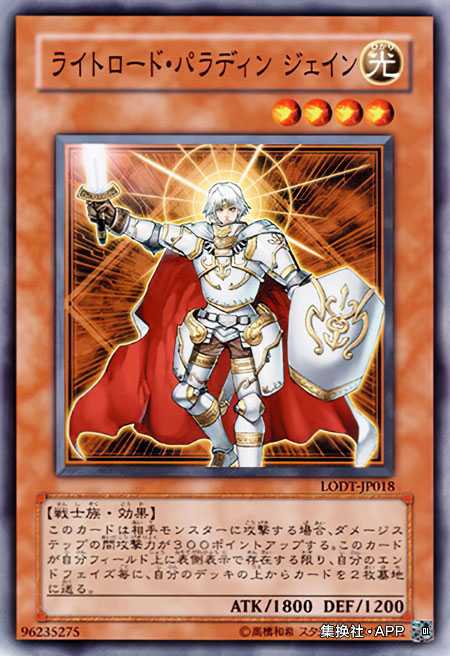 ライトロード・パラディン ジェイン
光
LODT-JP018
【戦士族・効果】
このカードは相手モンスターに攻撃する場合、ダメージス
テップの間攻撃力が３００ポイントアップする。このカード
が自分フィールド上に表側表示で存在する限り、自分のエン
ドフェイズ毎に、自分のデッキの上からカードを２枚墓地
に送る。
ATK/1800 DEF/1200
96235275
©高橋和希 スタ
集英社・APP